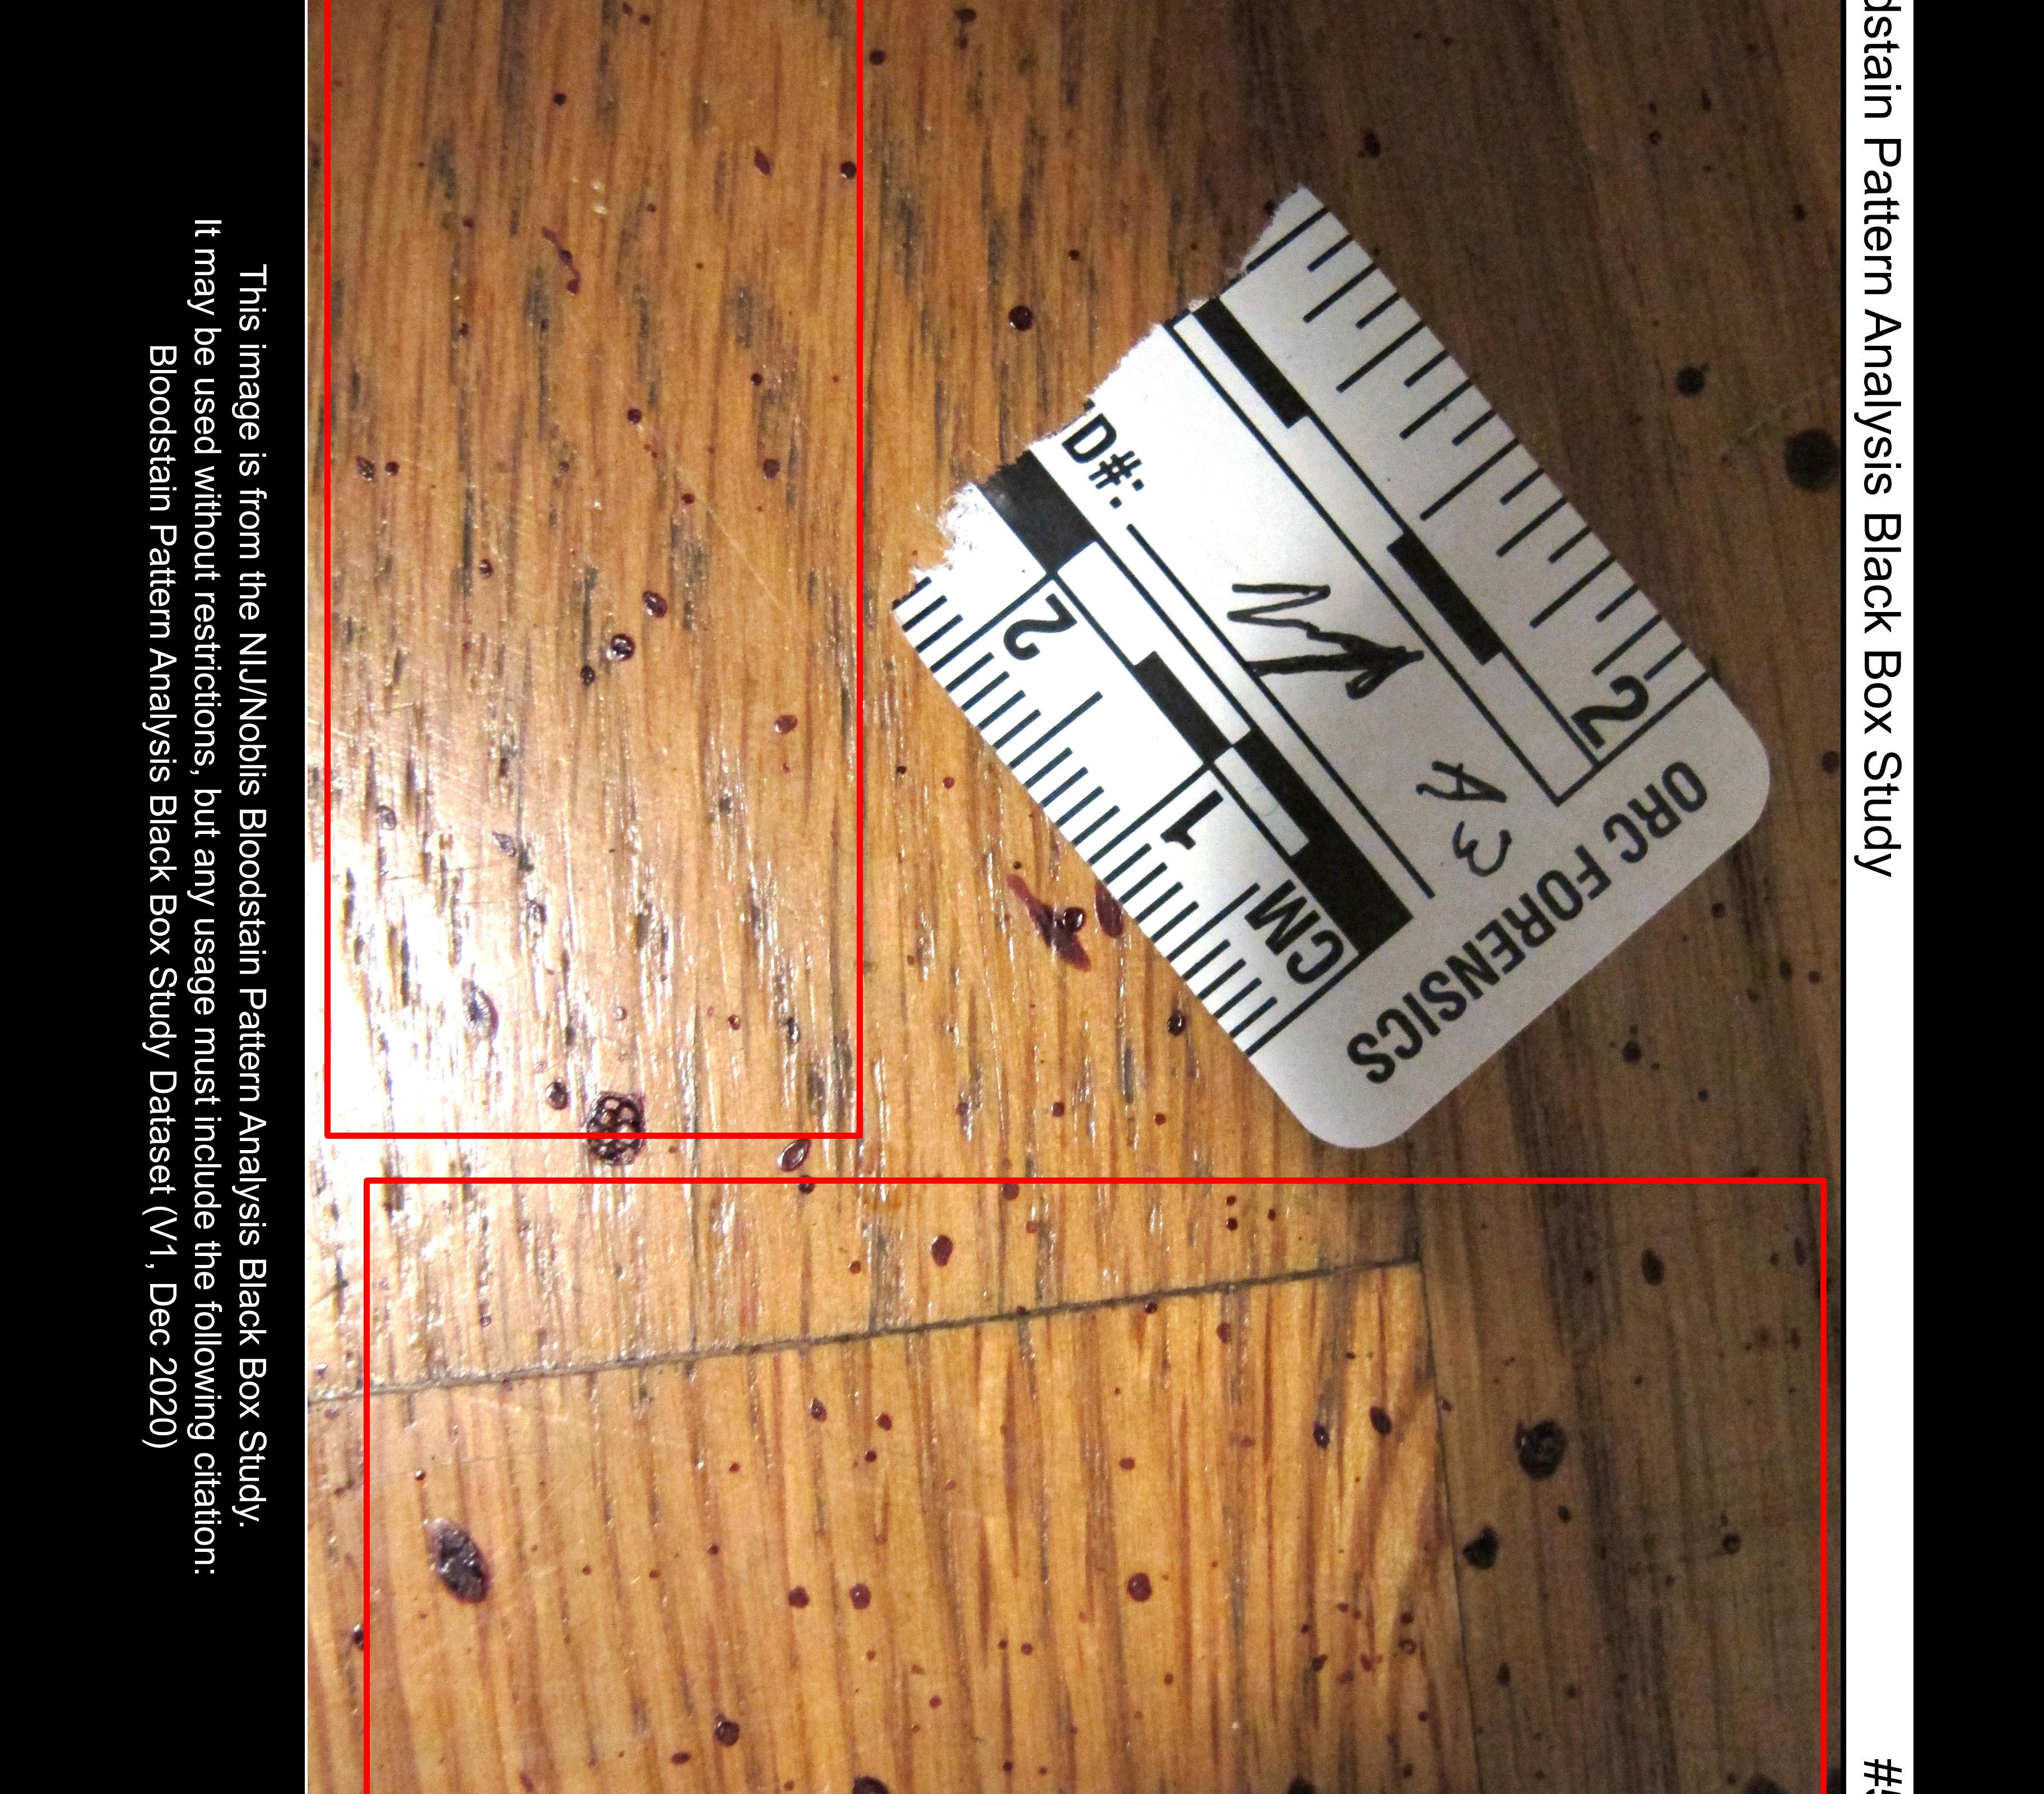 dstain Pattern Analysis Black Box Study
This image is from the NIJ/Noblis Bloodstain Pattern Analysis Black Box Study.
It may be used without restrictions, but any usage must include the following citation:
Bloodstain Pattern Analysis Black Box Study Dataset (V1, Dec 2020)
D#:
2
1
CM
2
A3
ORC FORENSICS